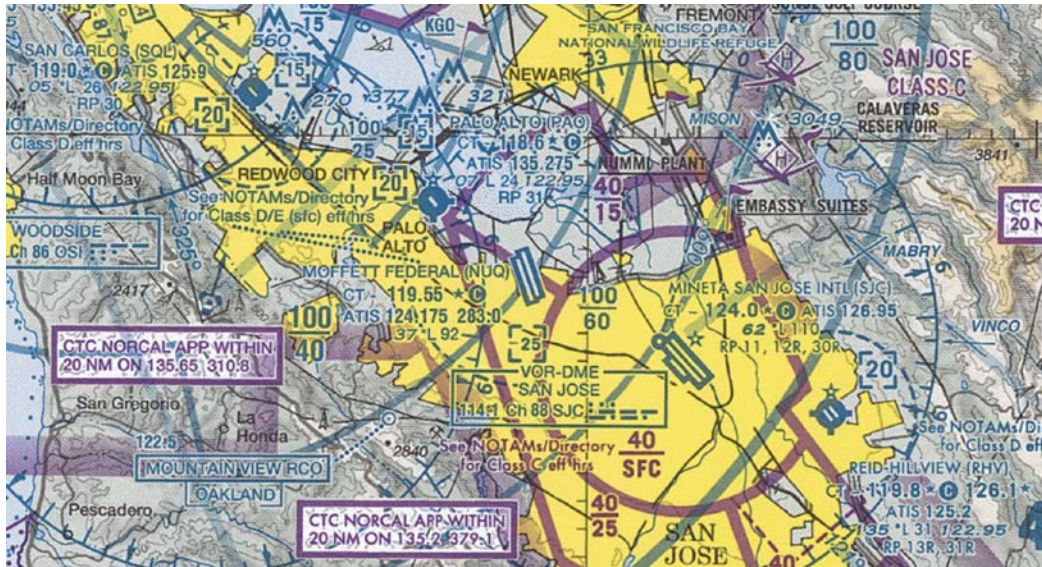 KGO
FREMONT
SAN FRANCISCO BAY
NATIONAL WILDLIFE REFUGE
100
80
SAN JOSE
CLASS C
CALAVERAS
RESERVOIR
SAN CARLOS (SQL)
CT - 119.0 ★ C ATIS 125.9
05 *L 26 122.95
RP 30
NOTAMs/Directory
Class D eff hrs
560
-15
-15
270
377
321
NEWARK
33
MISON
3049
3841
20
100
25
-15
PALO ALTO (PAO)
CT - 118.6 ★ C
ATIS 135.275
07 *L 24 122.95
RP 31
NUMMI PLANT
40
15
EMBASSY SUITES
Half Moon Bay
REDWOOD CITY
20
See NOTAMs/Directory
for Class D/E (sfc) eff hrs
PALO
ALTO
WOODSIDE
Ch 86 OSI
325°
009°
MABRY
CTC
20 N
2417
MOFFETT FEDERAL (NUQ)
CT - 119.55 ★ C
ATIS 124.175 283.0
37 *L 92
100
40
100
60
MINETA SAN JOSE INTL (SJC)
CT - 124.0 ★ C ATIS 126.95
62 L 110
RP 11, 12R, 30R
VINCO
CTC NORCAL APP WITHIN
20 NM ON 135.65 310.8
-25
20
VOR-DME
SAN JOSE
114.1 Ch 88 SJC
San Gregorio
La
Honda
122.5
2840
MOUNTAIN VIEW RCO
OAKLAND
See NOTAMs/Directory
for Class C eff hrs
40
SFC
See NOTAMs/Directory
for Class D eff
REID-HILLVIEW (RHV)
CT - 119.8 ★ C 126.1 ★
ATIS 125.2
135 *L 31 122.95
RP 13R, 31R
Pescadero
CTC NORCAL APP WITHIN
20 NM ON 135.2 379.1
40
25
SAN
JOSE
40